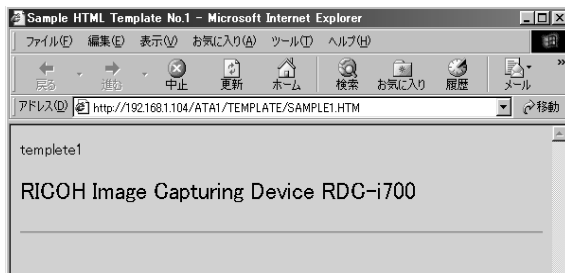 Sample HTML Template No.1 - Microsoft Internet Explorer
ファイル(F) 編集(E) 表示(V) お気に入り(A) ツール(T) ヘルプ(H)
戻る 進む 中止 更新 ホーム 検索 お気に入り 履歴 メール »
アドレス(D) http://192.168.1.104/ATA1/TEMPLATE/SAMPLE1.HTM 移動
templete1
RICOH Image Capturing Device RDC-i700